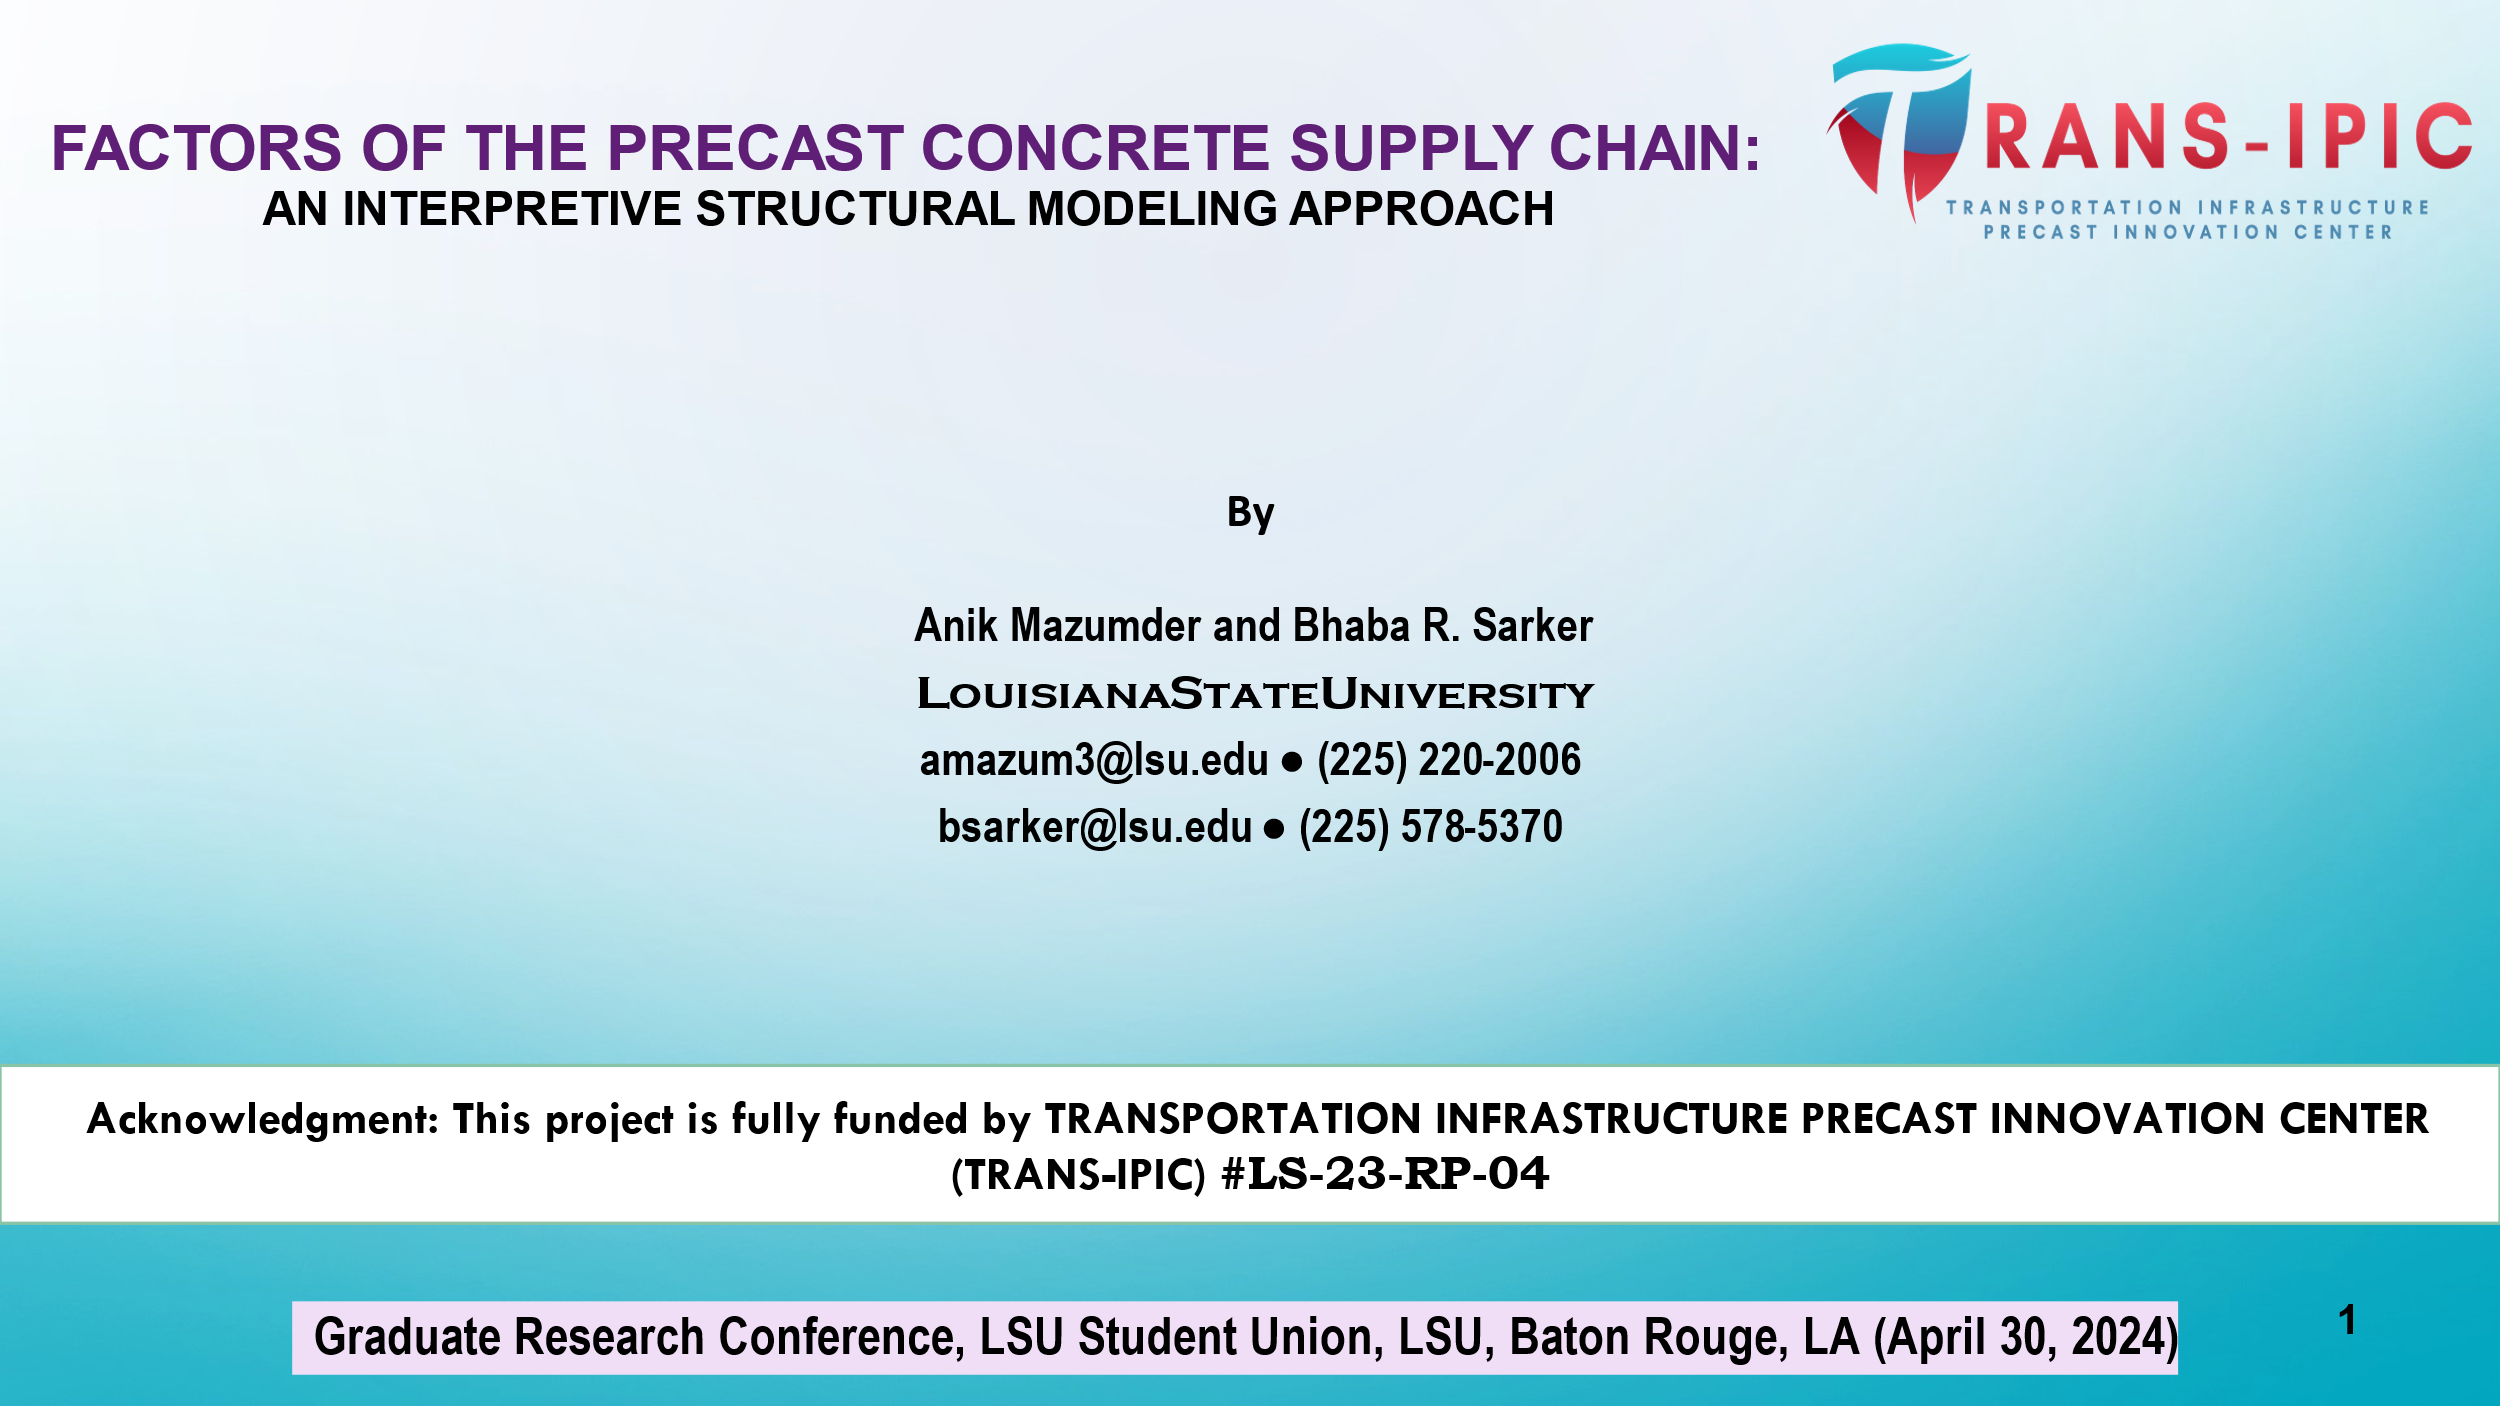 FACTORS OF THE PRECAST CONCRETE SUPPLY CHAIN:
AN INTERPRETIVE STRUCTURAL MODELING APPROACH
TRANS-IPIC
TRANSPORTATION INFRASTRUCTURE
PRECAST INNOVATION CENTER
By
Anik Mazumder and Bhaba R. Sarker
LouisianaStateUniversity
amazum3@lsu.edu ● (225) 220-2006
bsarker@lsu.edu ● (225) 578-5370
Acknowledgment: This project is fully funded by TRANSPORTATION INFRASTRUCTURE PRECAST INNOVATION CENTER
(TRANS-IPIC) #LS-23-RP-04
Graduate Research Conference, LSU Student Union, LSU, Baton Rouge, LA (April 30, 2024)
1